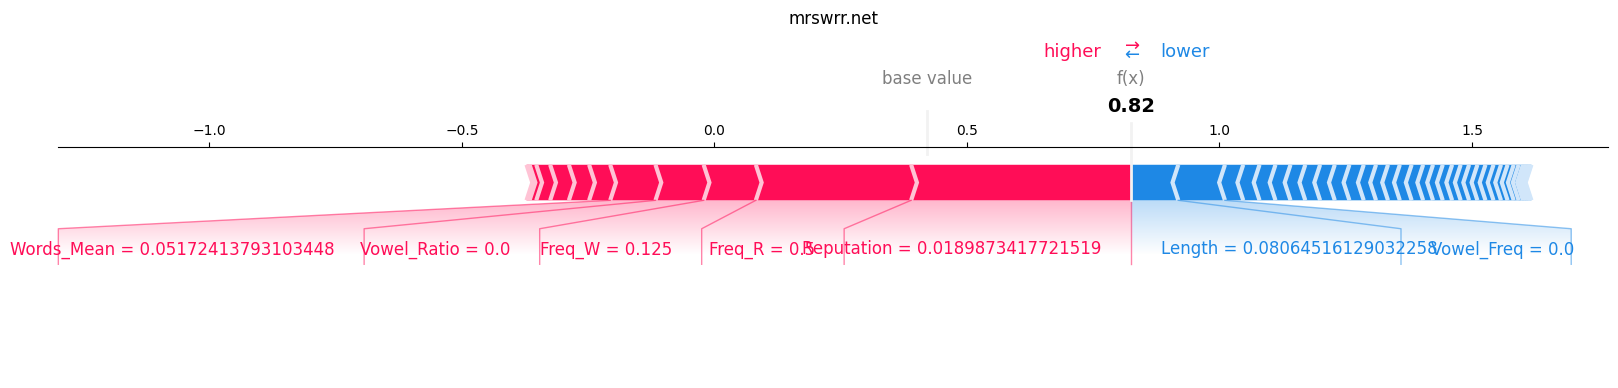 mrswrr.net
higher → ← lower
base value f(x)
0.82
−1.0 −0.5 0.0 0.5 1.0 1.5
Words_Mean = 0.05172413793103448 Vowel_Ratio = 0.0 Freq_W = 0.125 Freq_R = 0.5 Reputation = 0.0189873417721519 Length = 0.08064516129032258 Vowel_Freq = 0.0